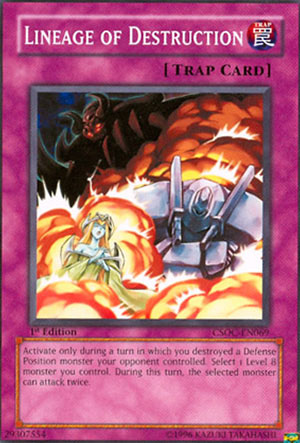 LINEAGE OF DESTRUCTION
TRAP
罠
[ TRAP CARD ]
1st Edition
CSOC-EN069
Activate only during a turn in which you destroyed a Defense
Position monster your opponent controlled. Select 1 Level 8
monster you control. During this turn, the selected monster
can attack twice.
29307554
©1996 KAZUKI TAKAHASHI